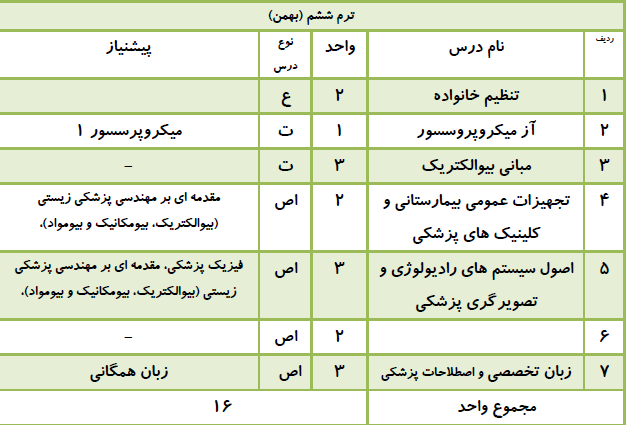 ترم ششم (بهمن)
ردیف نام درس واحد نوع درس پیشنیاز
۱ تنظیم خانواده ۲ ع
۲ آز میکروپروسسور ۱ ت میکروپرسسور ۱
۳ مبانی بیوالکتریک ۳ ت –
۴ تجهیزات عمومی بیمارستانی و ۲ اص مقدمه ای بر مهندسی پزشکی زیستی
کلینیک های پزشکی (بیوالکتریک، بیومکانیک و بیومواد)،
۵ اصول سیستم های رادیولوژی و ۳ اص فیزیک پزشکی، مقدمه ای بر مهندسی پزشکی
تصویرگری پزشکی زیستی (بیوالکتریک، بیومکانیک و بیومواد)،
۶ ۲ اص –
۷ زبان تخصصی و اصطلاحات پزشکی ۳ اص زبان همگانی
مجموع واحد ۱۶